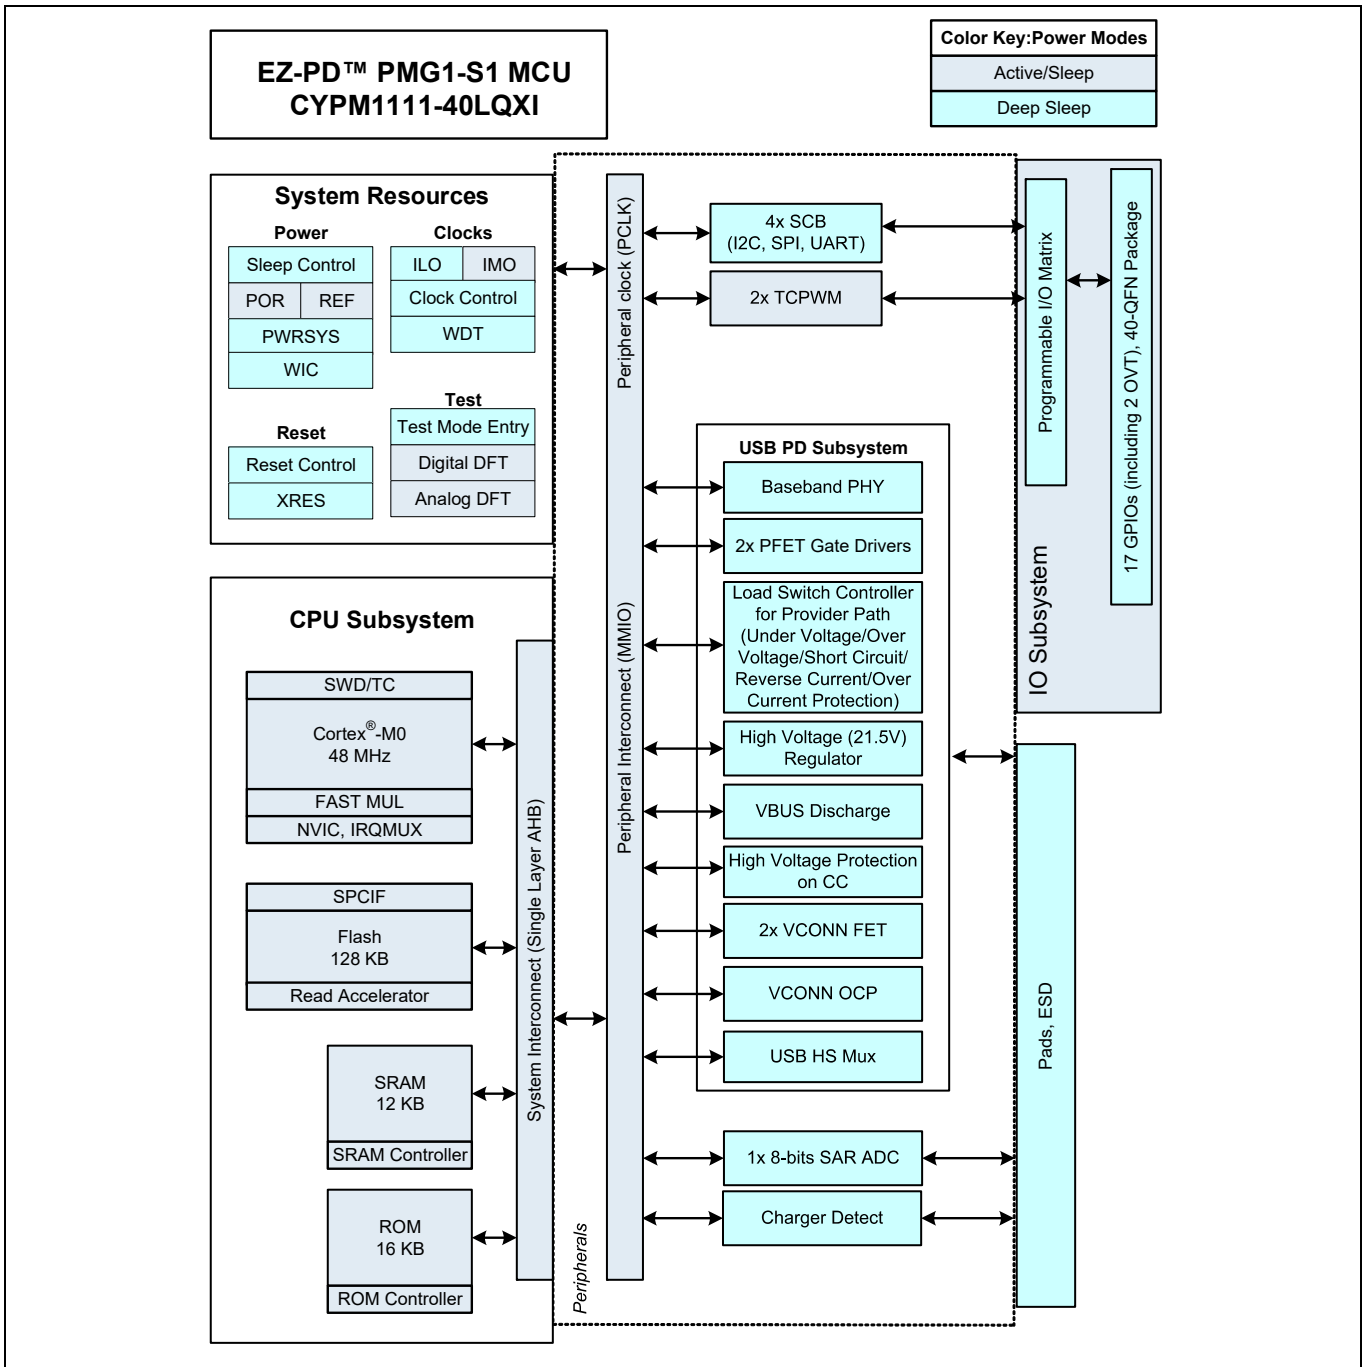 EZ-PD™ PMG1-S1 MCU
CYPM1111-40LQXI
Color Key:Power Modes
Active/Sleep
Deep Sleep
System Resources
Power
Sleep Control
POR
REF
PWRSYS
WIC
Clocks
ILO
IMO
Clock Control
WDT
Reset
Reset Control
XRES
Test
Test Mode Entry
Digital DFT
Analog DFT
CPU Subsystem
SWD/TC
Cortex®-M0
48 MHz
FAST MUL
NVIC, IRQMUX
SPCIF
Flash
128 KB
Read Accelerator
SRAM
12 KB
SRAM Controller
ROM
16 KB
ROM Controller
System Interconnect (Single Layer AHB)
Peripherals
Peripheral clock (PCLK)
Peripheral Interconnect (MMIO)
4x SCB
(I2C, SPI, UART)
2x TCPWM
USB PD Subsystem
Baseband PHY
2x PFET Gate Drivers
Load Switch Controller
for Provider Path
(Under Voltage/Over
Voltage/Short Circuit/
Reverse Current/Over
Current Protection)
High Voltage (21.5V)
Regulator
VBUS Discharge
High Voltage Protection
on CC
2x VCONN FET
VCONN OCP
USB HS Mux
1x 8-bits SAR ADC
Charger Detect
Programmable I/O Matrix
17 GPIOs (including 2 OVT), 40-QFN Package
IO Subsystem
Pads, ESD